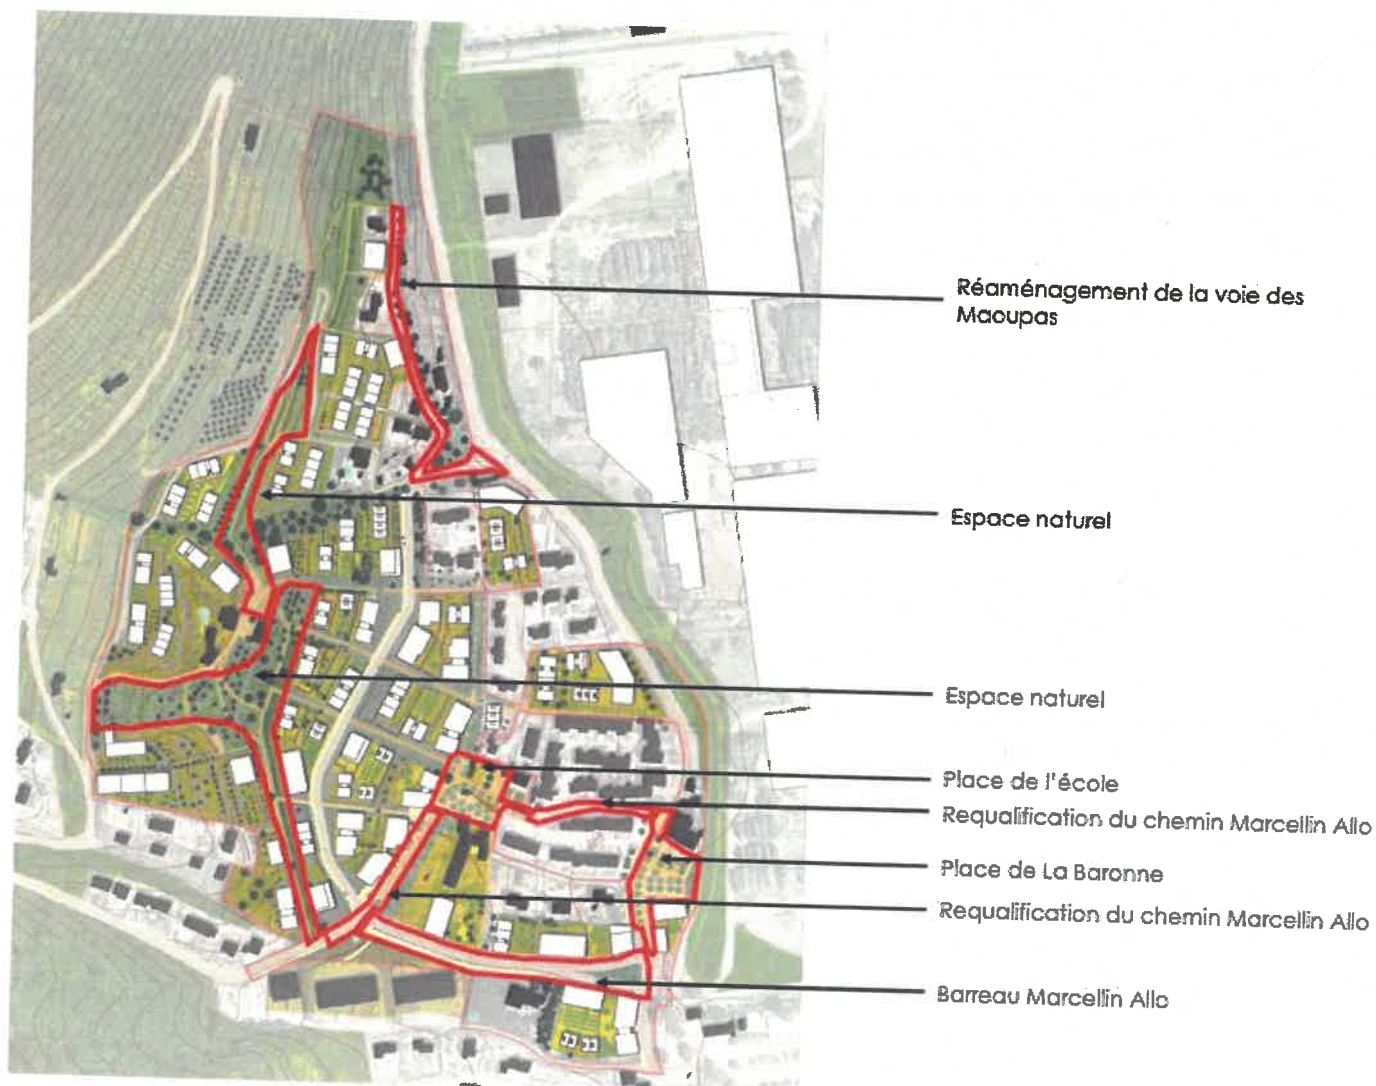 Réaménagement de la voie des
Maoupas
Espace naturel
Espace naturel
Place de l'école
Requalification du chemin Marcellin Allo
Place de La Baronne
Requalification du chemin Marcellin Allo
Barreau Marcellin Allo